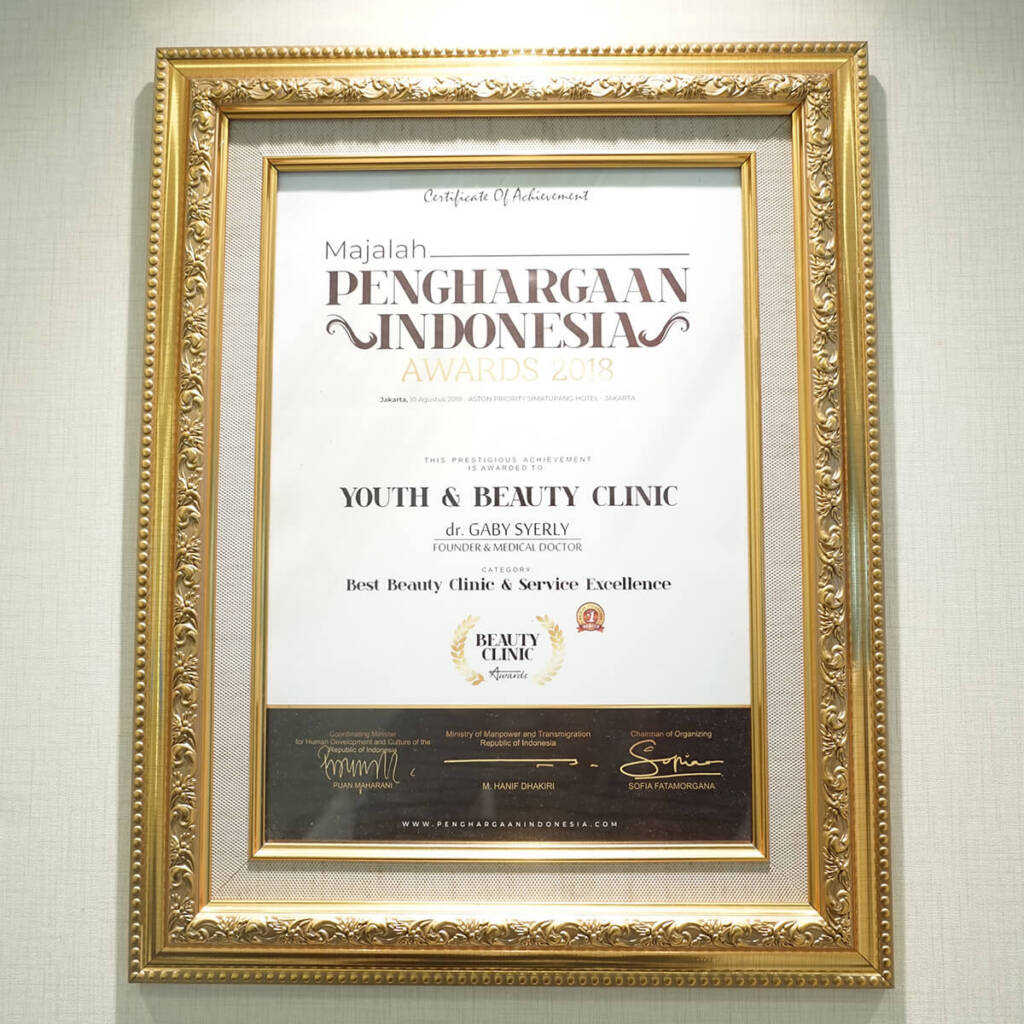 Certificate Of Achievement
Majalah
PENGHARGAAN
INDONESIA
AWARDS 2018
Jakarta, 10 Agustus 2018 - ASTON PRIORITY SIMATUPANG HOTEL - JAKARTA
THIS PRESTIGIOUS ACHIEVEMENT
IS AWARDED TO:
YOUTH & BEAUTY CLINIC
dr. GABY SYERLY
FOUNDER & MEDICAL DOCTOR
CATEGORY:
Best Beauty Clinic & Service Excellence
#1
BEAUTY
CLINIC
Awards
Coordinating Minister
for Human Development and Culture of the
Republic of Indonesia
PUAN MAHARANI
Ministry of Manpower and Transmigration
Republic of Indonesia
M. HANIF DHAKIRI
Chairman of Organizing
Sofia
SOFIA FATAMORGANA
WWW.PENGHARGAANINDONESIA.COM